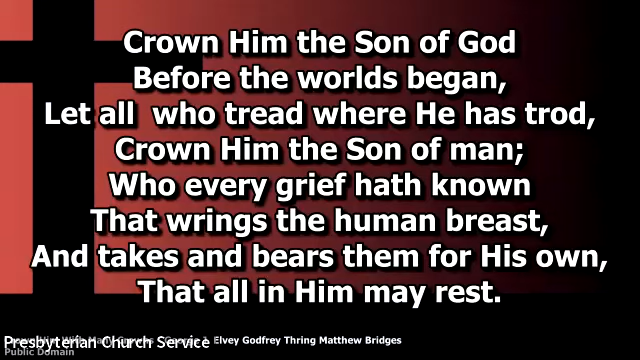 Crown Him the Son of God
Before the worlds began,
Let all who tread where He has trod,
Crown Him the Son of man;
Who every grief hath known
That wrings the human breast,
And takes and bears them for His own,
That all in Him may rest.
Presbyterian Church Service Elvey Godfrey Thring Matthew Bridges
Public Domain